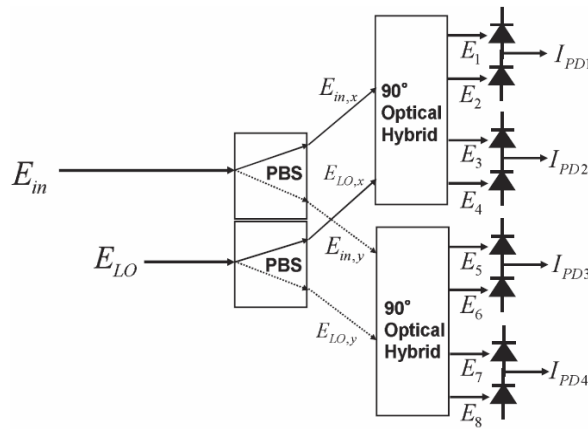 E_in
E_LO
PBS
PBS
E_in,x
E_LO,x
E_in,y
E_LO,y
90°
Optical
Hybrid
90°
Optical
Hybrid
E_1
E_2
E_3
E_4
E_5
E_6
E_7
E_8
I_PD1
I_PD2
I_PD3
I_PD4